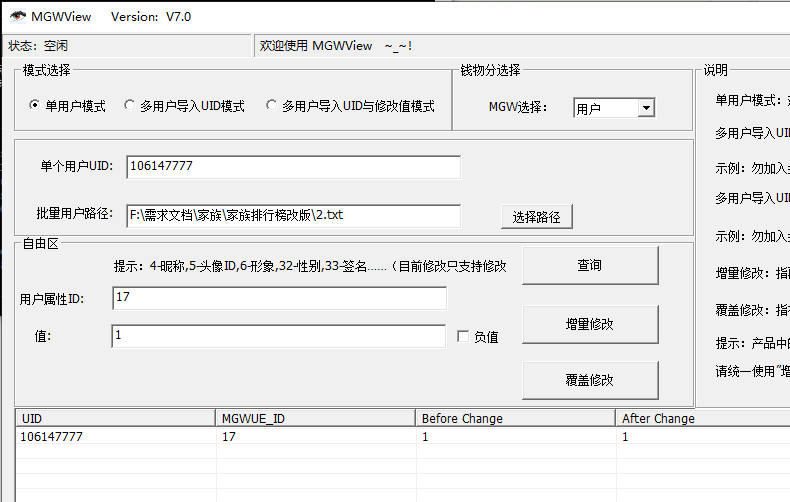 MGWView Version: V7.0
状态: 空闲
欢迎使用 MGWView ~_~!
模式选择
单用户模式 多用户导入UID模式 多用户导入UID与修改值模式
钱物分选择
MGW选择: 用户
说明
单用户模式:
多用户导入UI
示例: 勿加入
多用户导入UI
示例: 勿加入
增量修改: 指
覆盖修改: 指
提示: 产品中的
请统一使用"增
单个用户UID: 106147777
批量用户路径: F:\需求文档\家族\家族排行榜改版\2.txt
选择路径
自由区
提示: 4-昵称,5-头像ID,6-形象,32-性别,33-签名……（目前修改只支持修改
查询
用户属性ID: 17
增量修改
值: 1
负值
覆盖修改
UID MGWUE_ID Before Change After Change
106147777 17 1 1